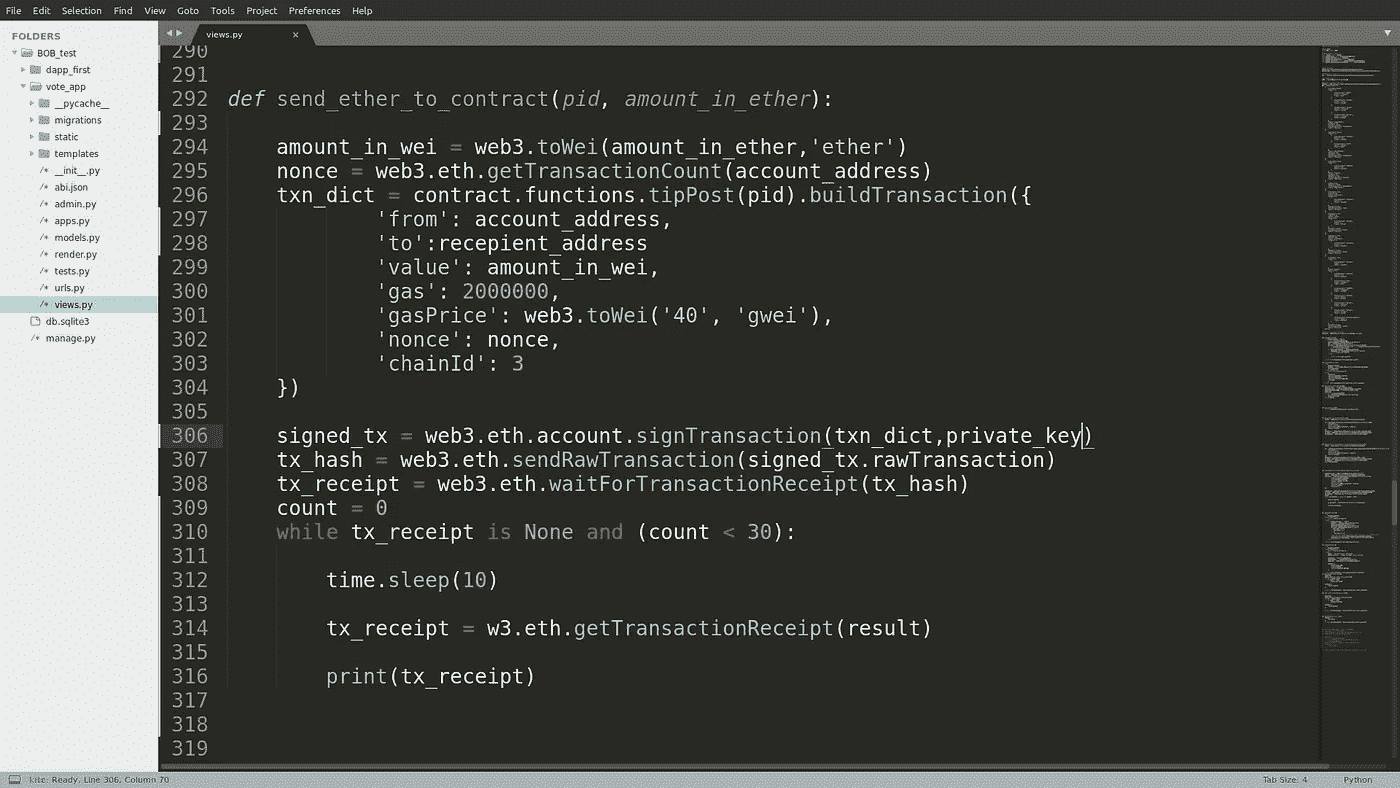 File Edit Selection Find View Goto Tools Project Preferences Help
FOLDERS
BOB_test
dapp_first
vote_app
__pycache__
migrations
static
templates
/* __init__.py
/* abi.json
/* admin.py
/* apps.py
/* models.py
/* render.py
/* tests.py
/* urls.py
/* views.py
db.sqlite3
/* manage.py
views.py ×
290
291
292 def send_ether_to_contract(pid, amount_in_ether):
293
294 amount_in_wei = web3.toWei(amount_in_ether,'ether')
295 nonce = web3.eth.getTransactionCount(account_address)
296 txn_dict = contract.functions.tipPost(pid).buildTransaction({
297 'from': account_address,
298 'to':recepient_address
299 'value': amount_in_wei,
300 'gas': 2000000,
301 'gasPrice': web3.toWei('40', 'gwei'),
302 'nonce': nonce,
303 'chainId': 3
304 })
305
306 signed_tx = web3.eth.account.signTransaction(txn_dict,private_key)
307 tx_hash = web3.eth.sendRawTransaction(signed_tx.rawTransaction)
308 tx_receipt = web3.eth.waitForTransactionReceipt(tx_hash)
309 count = 0
310 while tx_receipt is None and (count < 30):
311
312 time.sleep(10)
313
314 tx_receipt = w3.eth.getTransactionReceipt(result)
315
316 print(tx_receipt)
317
318
319
kite: Ready, Line 306, Column 70 Tab Size: 4 Python